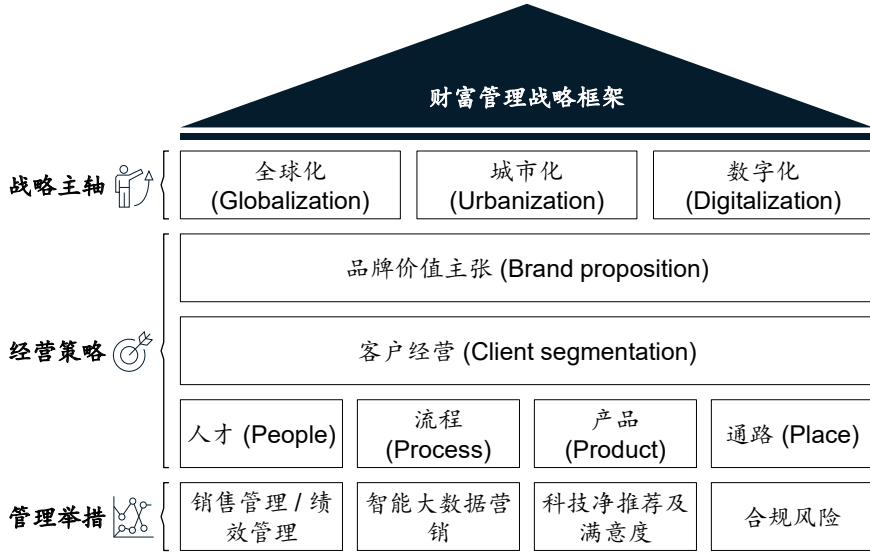 财富管理战略框架
战略主轴
全球化
(Globalization)
城市化
(Urbanization)
数字化
(Digitalization)
经营策略
品牌价值主张 (Brand proposition)
客户经营 (Client segmentation)
人才 (People)
流程
(Process)
产品
(Product)
通路 (Place)
管理举措
销售管理 / 绩
效管理
智能大数据营
销
科技净推荐及
满意度
合规风险